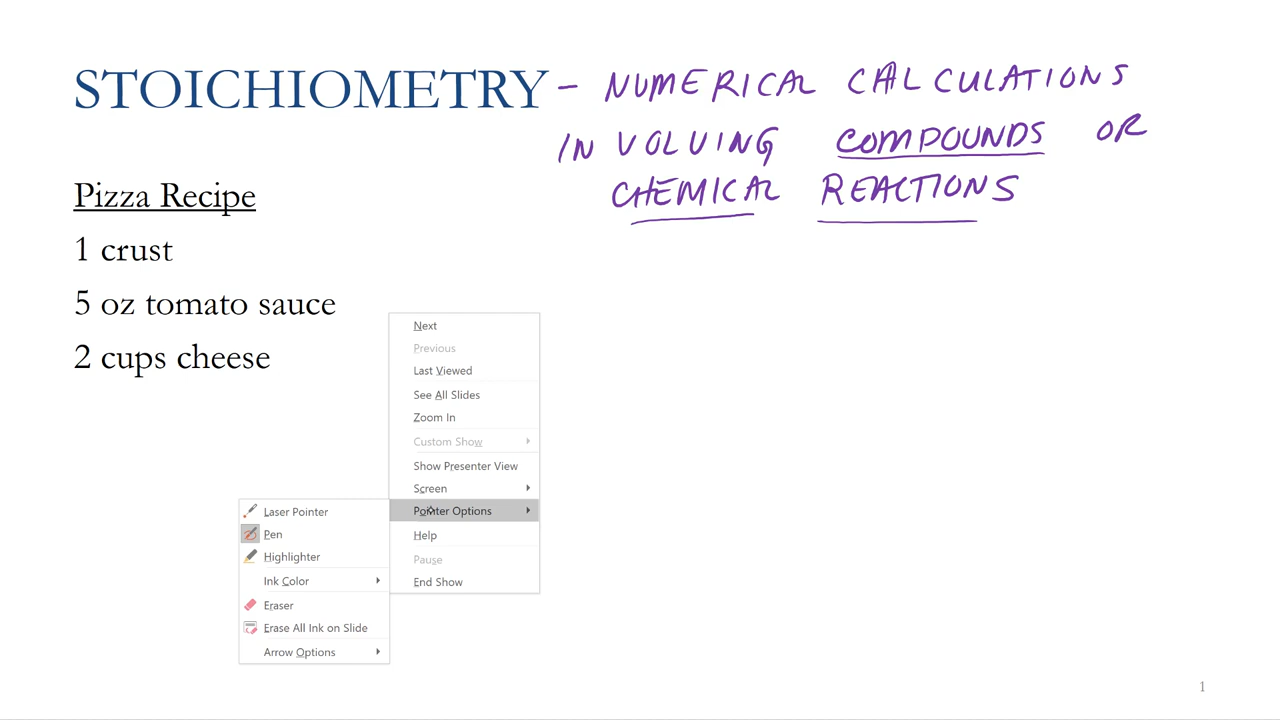 STOICHIOMETRY - NUMERICAL CALCULATIONS
INVOLVING COMPOUNDS OR
CHEMICAL REACTIONS
Pizza Recipe
1 crust
5 oz tomato sauce
2 cups cheese
Next
Previous
Last Viewed
See All Slides
Zoom In
Custom Show
Show Presenter View
Screen
Pointer Options
Help
Pause
End Show
Laser Pointer
Pen
Highlighter
Ink Color
Eraser
Erase All Ink on Slide
Arrow Options
1